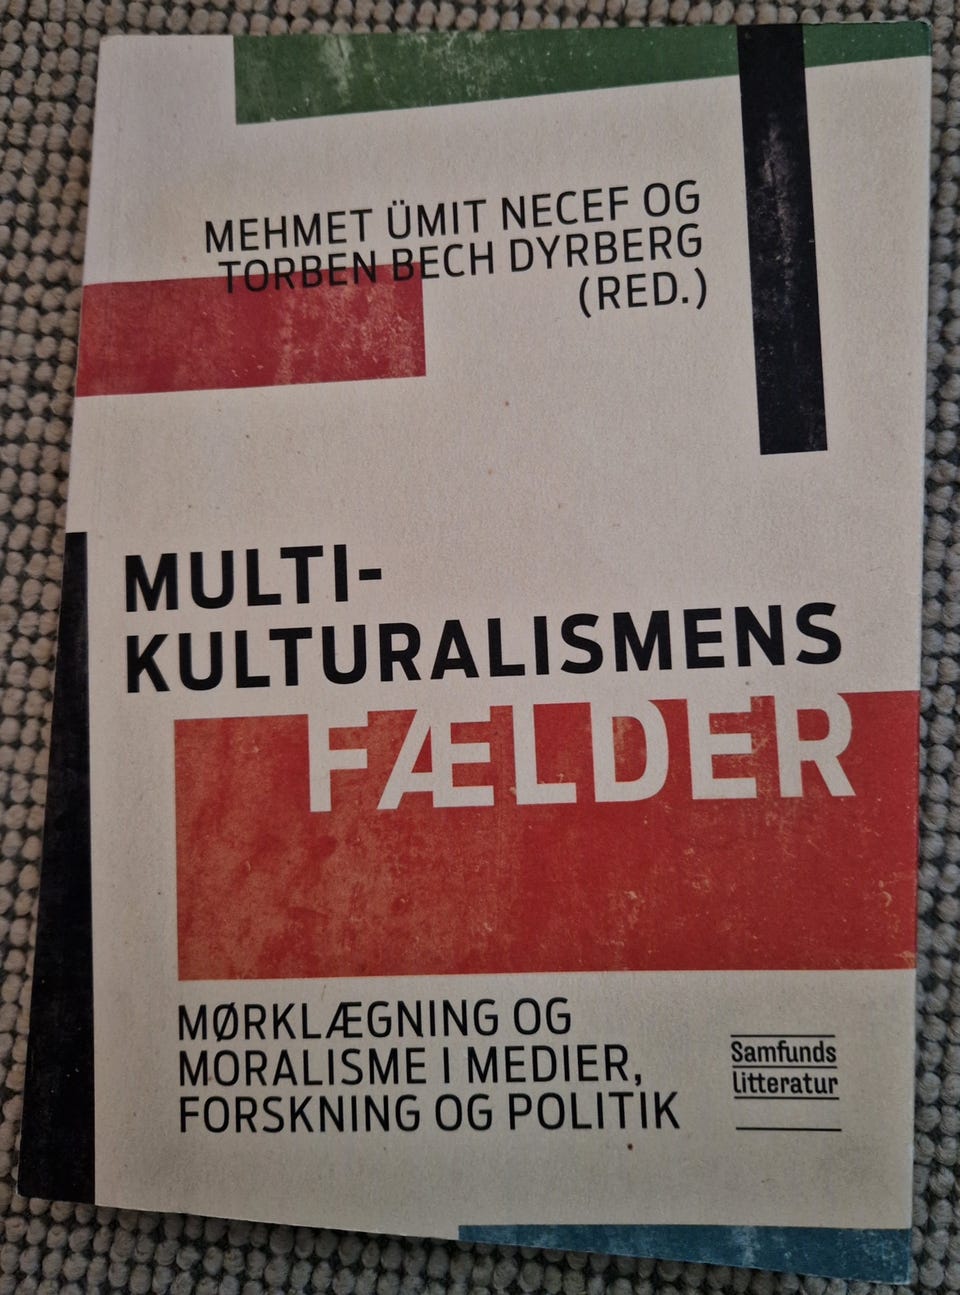 MEHMET ÜMIT NECEF OG
TORBEN BECH DYRBERG
(RED.)
MULTI-
KULTURALISMENS
FÆLDER
MØRKLÆGNING OG
MORALISME I MEDIER,
FORSKNING OG POLITIK
Samfunds
litteratur